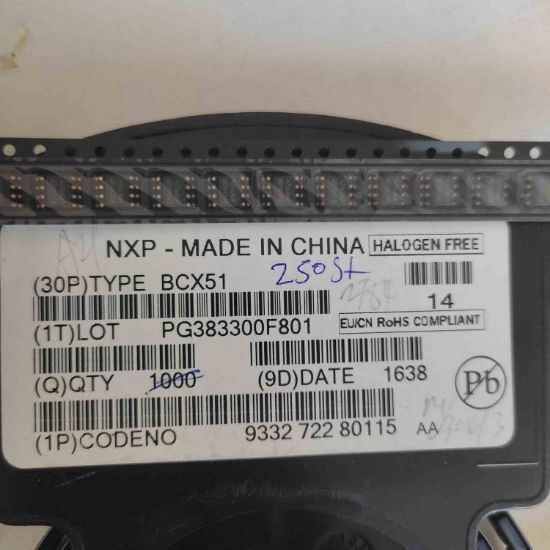 NXP - MADE IN CHINA HALOGEN FREE
(30P)TYPE BCX51 250St
14
(1T)LOT PG383300F801 EU/CN RoHS COMPLIANT
(Q)QTY 1000 (9D)DATE 1638 Pb
(1P)CODENO 9332 722 80115 AA